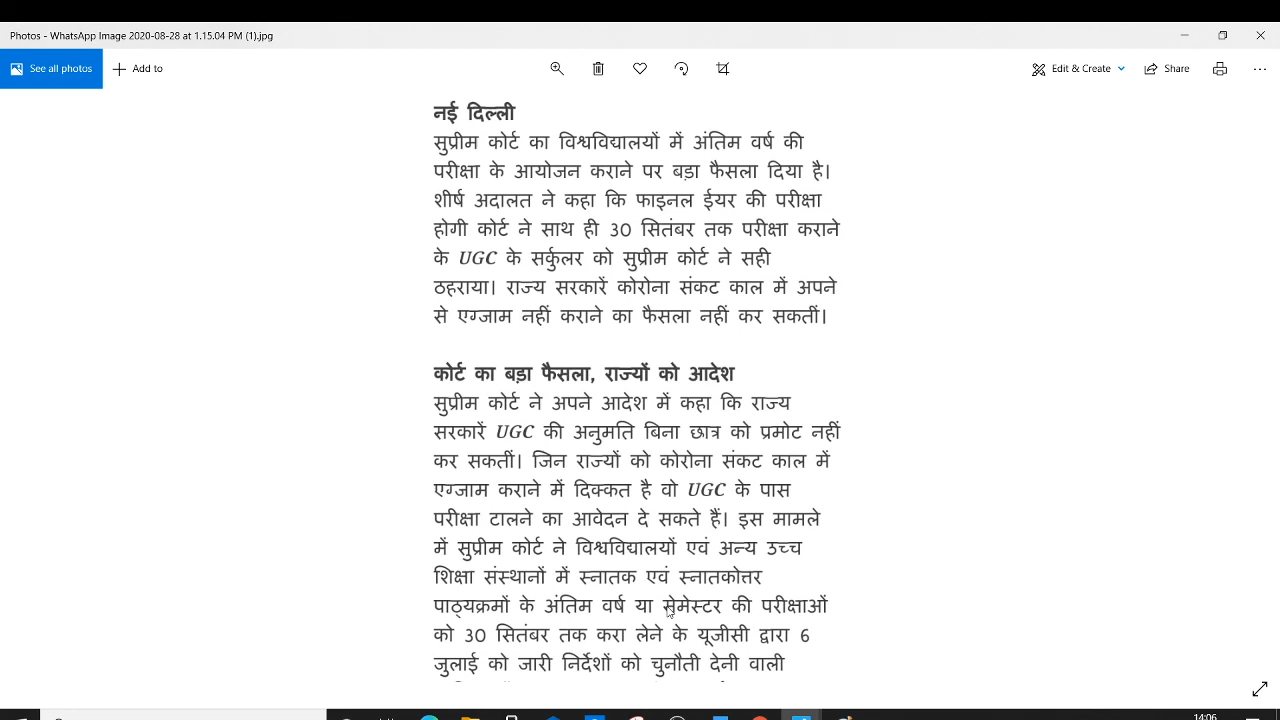 Photos - WhatsApp Image 2020-08-28 at 1.15.04 PM (1).jpg
See all photos
Add to
Edit & Create
Share
नई दिल्ली
सुप्रीम कोर्ट का विश्वविद्यालयों में अंतिम वर्ष की
परीक्षा के आयोजन कराने पर बड़ा फैसला दिया है।
शीर्ष अदालत ने कहा कि फाइनल ईयर की परीक्षा
होगी कोर्ट ने साथ ही 30 सितंबर तक परीक्षा कराने
के UGC के सर्कुलर को सुप्रीम कोर्ट ने सही
ठहराया। राज्य सरकारें कोरोना संकट काल में अपने
से एग्जाम नहीं कराने का फैसला नहीं कर सकतीं।
कोर्ट का बड़ा फैसला, राज्यों को आदेश
सुप्रीम कोर्ट ने अपने आदेश में कहा कि राज्य
सरकारें UGC की अनुमति बिना छात्र को प्रमोट नहीं
कर सकतीं। जिन राज्यों को कोरोना संकट काल में
एग्जाम कराने में दिक्कत है वो UGC के पास
परीक्षा टालने का आवेदन दे सकते हैं। इस मामले
में सुप्रीम कोर्ट ने विश्वविद्यालयों एवं अन्य उच्च
शिक्षा संस्थानों में स्नातक एवं स्नातकोत्तर
पाठ्यक्रमों के अंतिम वर्ष या सेमेस्टर की परीक्षाओं
को 30 सितंबर तक करा लेने के यूजीसी द्वारा 6
जुलाई को जारी निर्देशों को चुनौती देनी वाली
14:06